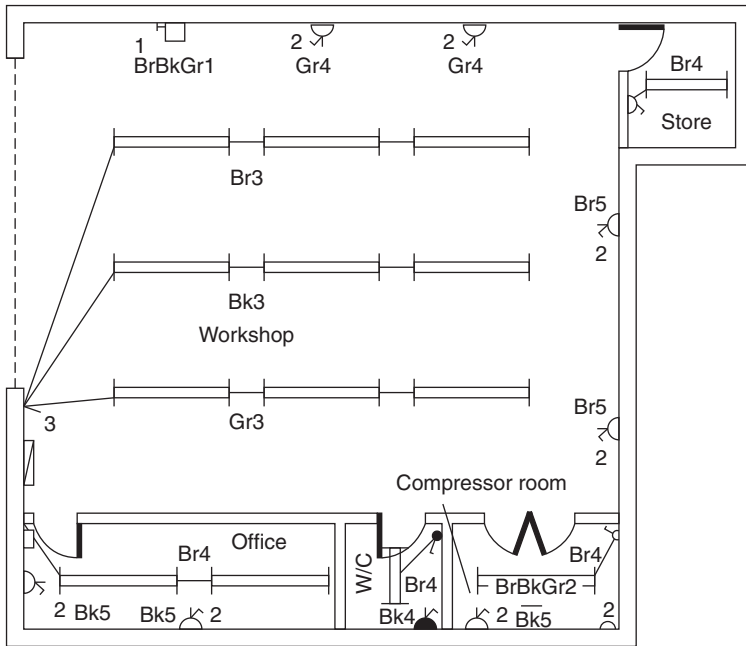 1
BrBkGr1
2
Gr4
2
Gr4
Br4
Store
Br3
Br5
2
Bk3
Workshop
Br5
2
3
Gr3
Compressor room
Office
Br4
W/C
Br4
Br4
BrBkGr2
2 Bk5
Bk5 2
Bk4
2
Bk5
2